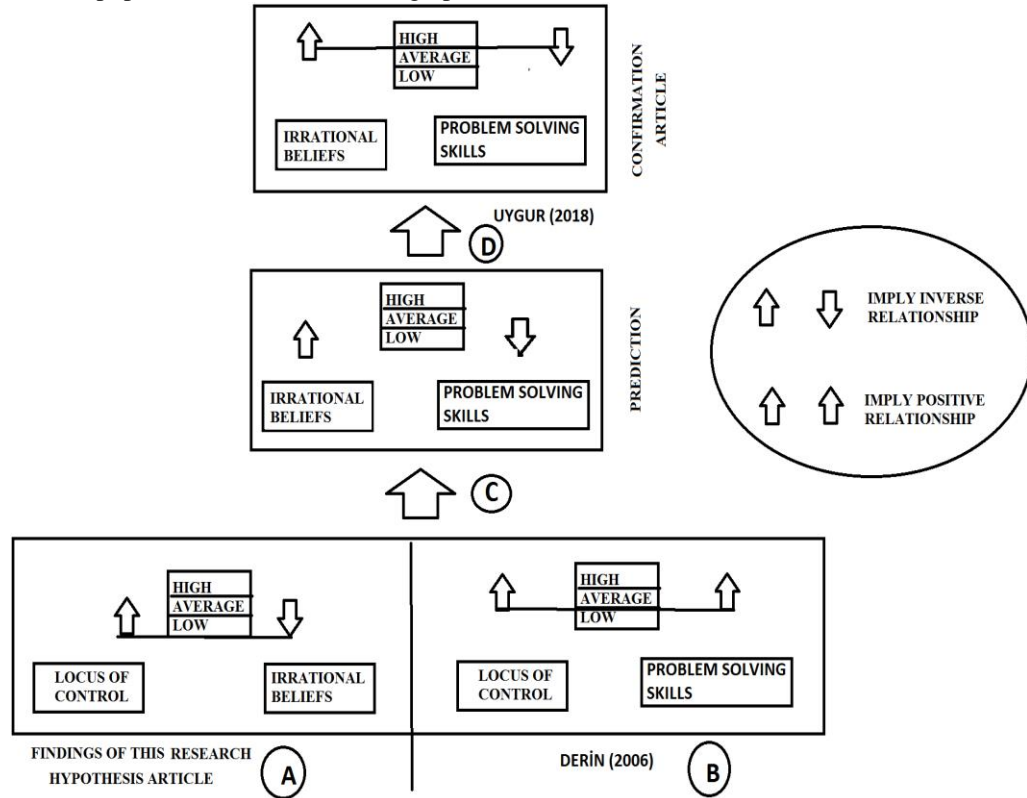 HIGH
AVERAGE
LOW
IRRATIONAL
BELIEFS
PROBLEM SOLVING
SKILLS
CONFIRMATION
ARTICLE
UYGUR (2018)
D
HIGH
AVERAGE
LOW
IRRATIONAL
BELIEFS
PROBLEM SOLVING
SKILLS
PREDICTION
IMPLY INVERSE
RELATIONSHIP
IMPLY POSITIVE
RELATIONSHIP
C
HIGH
AVERAGE
LOW
LOCUS OF
CONTROL
IRRATIONAL
BELIEFS
HIGH
AVERAGE
LOW
LOCUS OF
CONTROL
PROBLEM SOLVING
SKILLS
FINDINGS OF THIS RESEARCH
HYPOTHESIS ARTICLE
A
DERİN (2006)
B